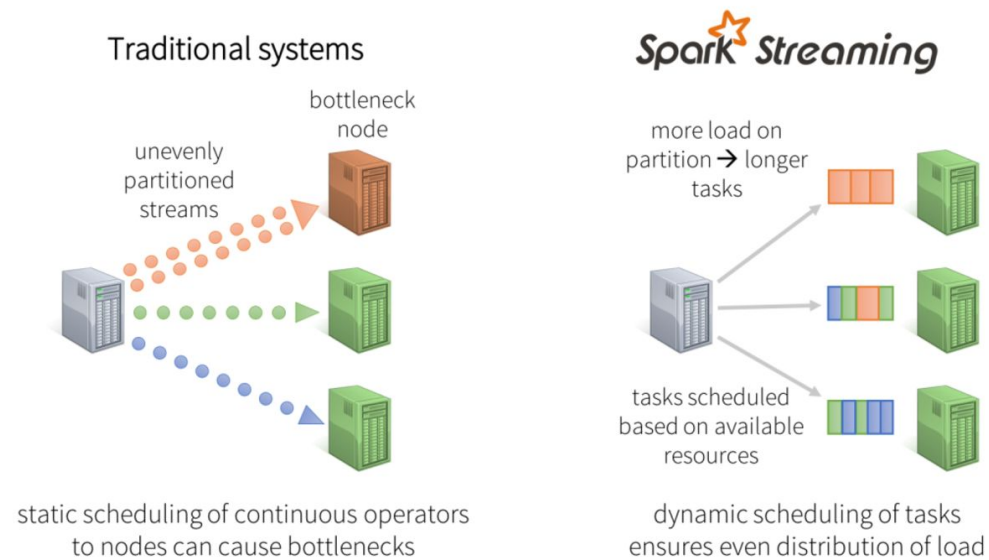 Traditional systems
bottleneck
node
unevenly
partitioned
streams
static scheduling of continuous operators
to nodes can cause bottlenecks
Spark Streaming
more load on
partition → longer
tasks
tasks scheduled
based on available
resources
dynamic scheduling of tasks
ensures even distribution of load